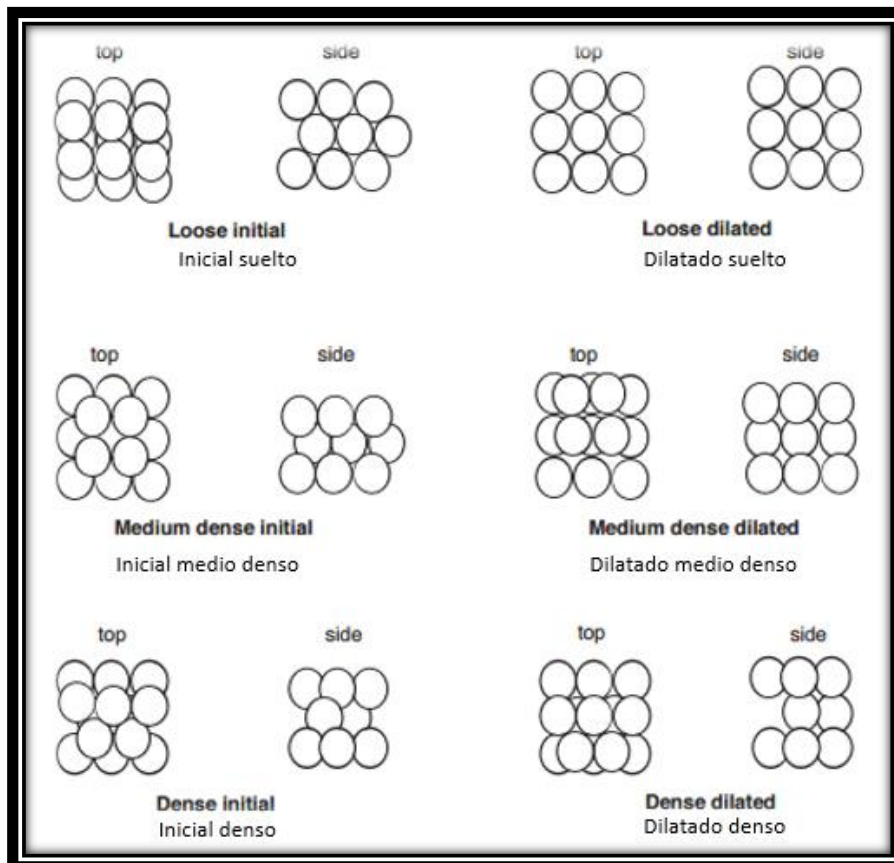 top side top side
Loose initial Loose dilated
Inicial suelto Dilatado suelto
top side top side
Medium dense initial Medium dense dilated
Inicial medio denso Dilatado medio denso
top side top side
Dense initial Dense dilated
Inicial denso Dilatado denso